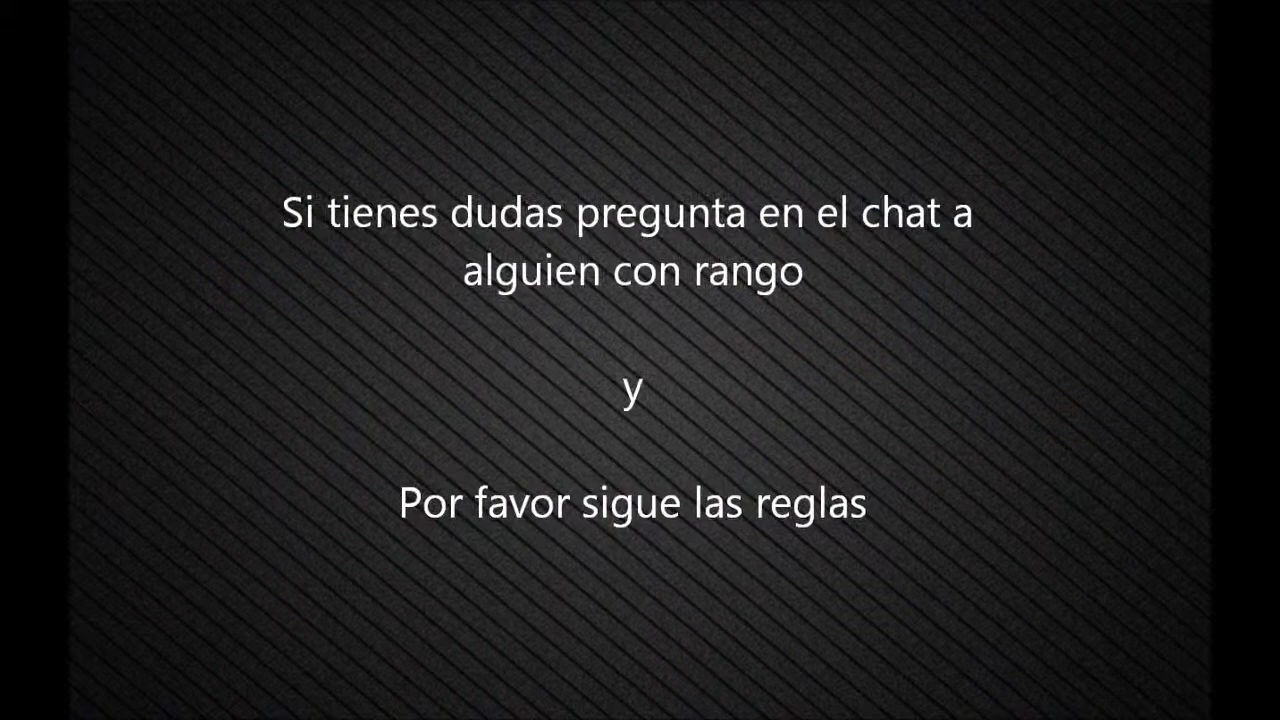 Si tienes dudas pregunta en el chat a
alguien con rango
y
Por favor sigue las reglas